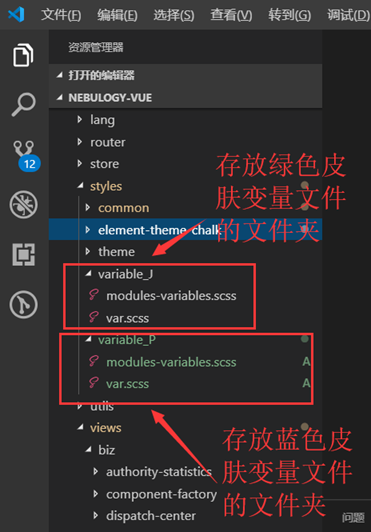 文件(F) 编辑(E) 选择(S) 查看(V) 转到(G) 调试(D)
资源管理器
打开的编辑器
NEBULOGY-VUE
lang
router
store
12
styles
common
element-theme-chalk
theme
variable_J
modules-variables.scss
var.scss
variable_P
modules-variables.scss A
var.scss A
utils
views
biz
authority-statistics
component-factory
dispatch-center
存放绿色皮
肤变量文件
的文件夹
存放蓝色皮
肤变量文件
的文件夹
问题